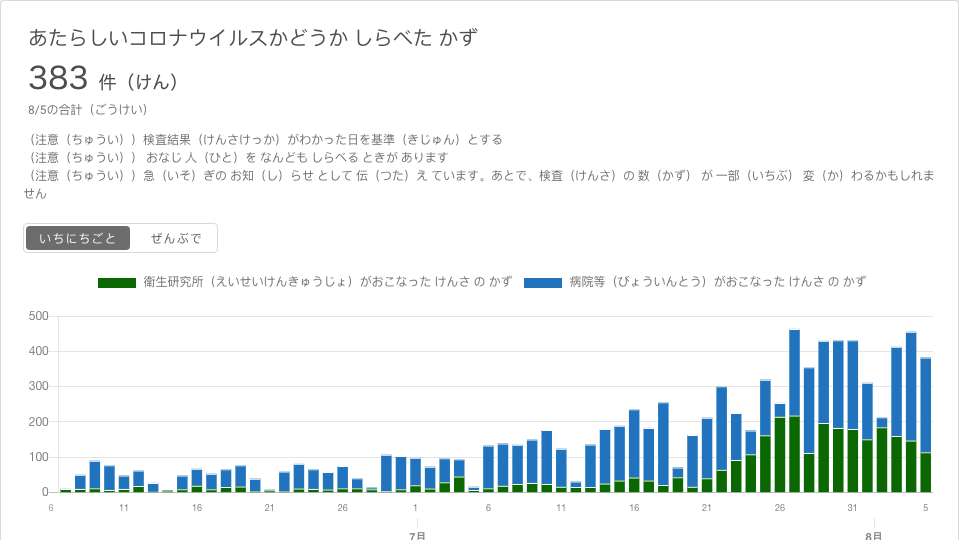 あたらしいコロナウイルスかどうか しらべた かず
383 件（けん）
8/5の合計（ごうけい）
（注意（ちゅうい））検査結果（けんさけっか）がわかった日を基準（きじゅん）とする
（注意（ちゅうい）） おなじ 人（ひと）を なんども しらべる ときが あります
（注意（ちゅうい））急（いそ）ぎの お知（し）らせ として 伝（つた）え ています。あとで、検査（けんさ）の 数（かず） が 一部（いちぶ） 変（か）わるかもしれま
せん
いちにちごと ぜんぶで
衛生研究所（えいせいけんきゅうじょ）がおこなった けんさ の かず 病院等（びょういんとう）がおこなった けんさ の かず
500
400
300
200
100
0
6 11 16 21 26 1 6 11 16 21 26 31 5
7月 8月